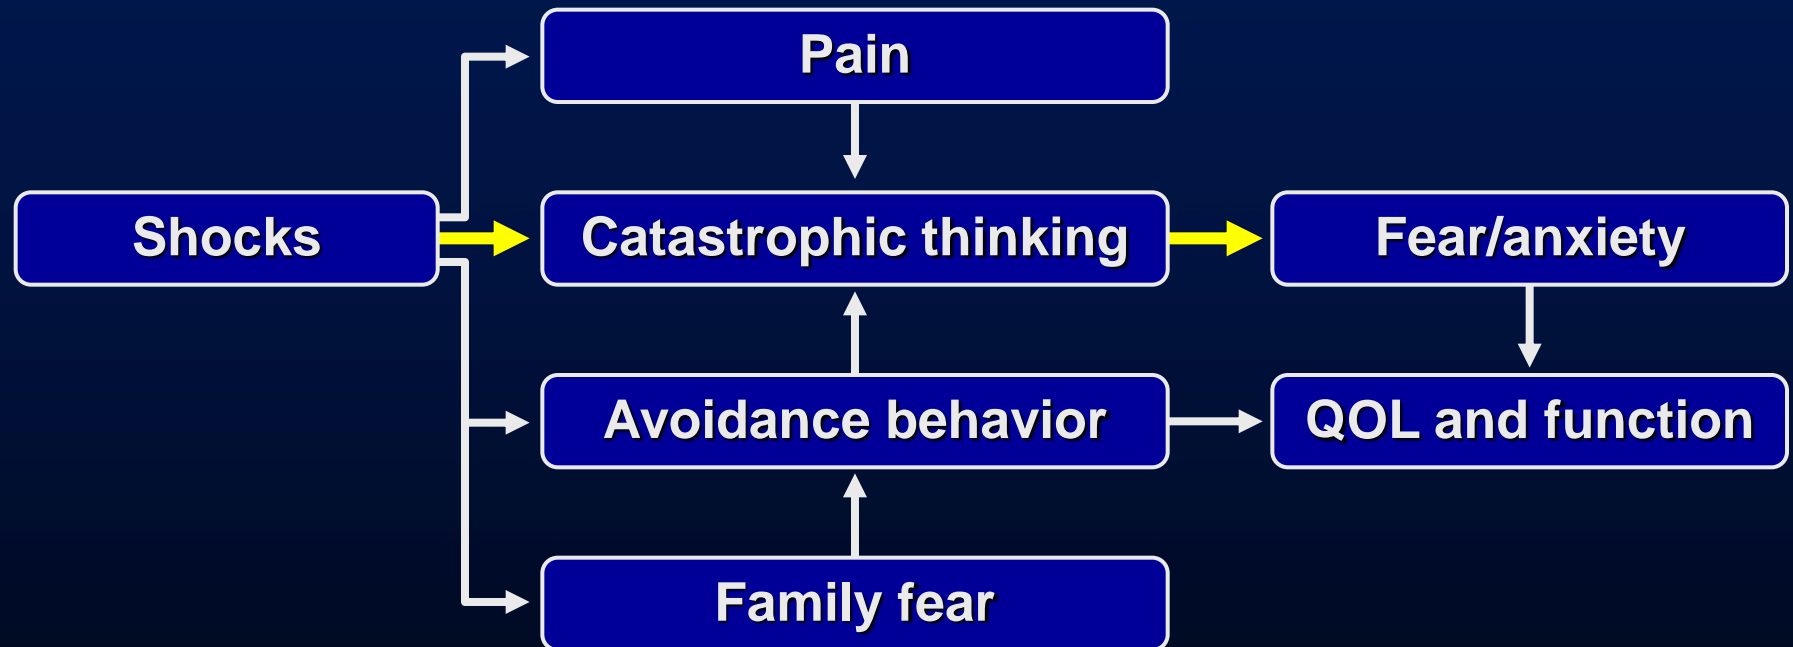 Pain
Shocks
Catastrophic thinking
Fear/anxiety
Avoidance behavior
QOL and function
Family fear